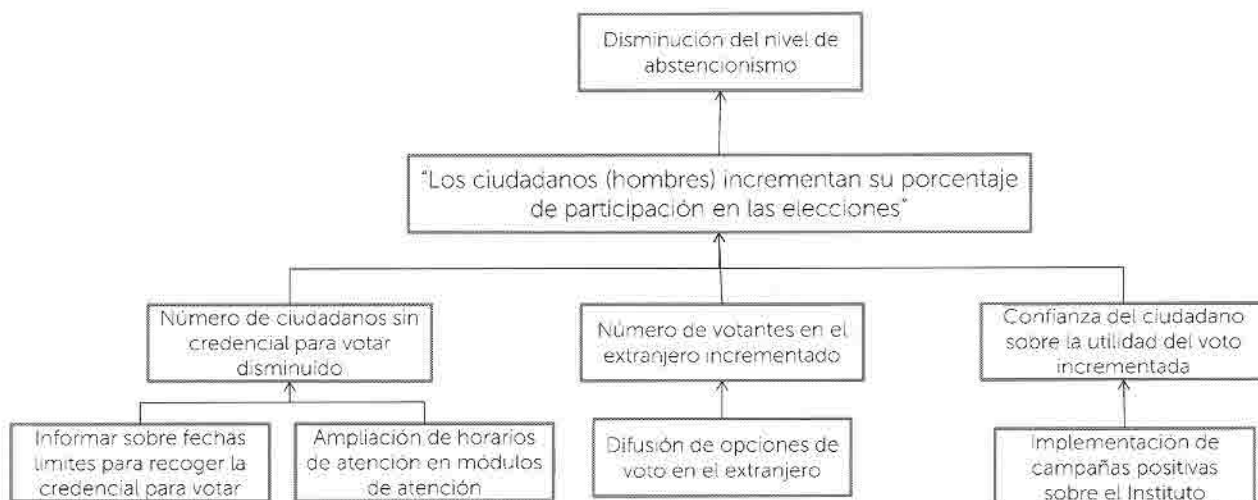 Disminución del nivel de
abstencionismo
"Los ciudadanos (hombres) incrementan su porcentaje
de participación en las elecciones"
Número de ciudadanos sin
credencial para votar
disminuido
Número de votantes en el
extranjero incrementado
Confianza del ciudadano
sobre la utilidad del voto
incrementada
Informar sobre fechas
limites para recoger la
credencial para votar
Ampliación de horarios
de atención en módulos
de atención
Difusión de opciones de
voto en el extranjero
Implementación de
campañas positivas
sobre el Instituto